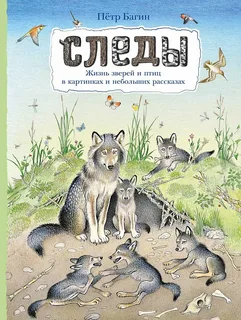 Пётр Багин
СЛЕДЫ
Жизнь зверей и птиц
в картинках и небольших рассказах